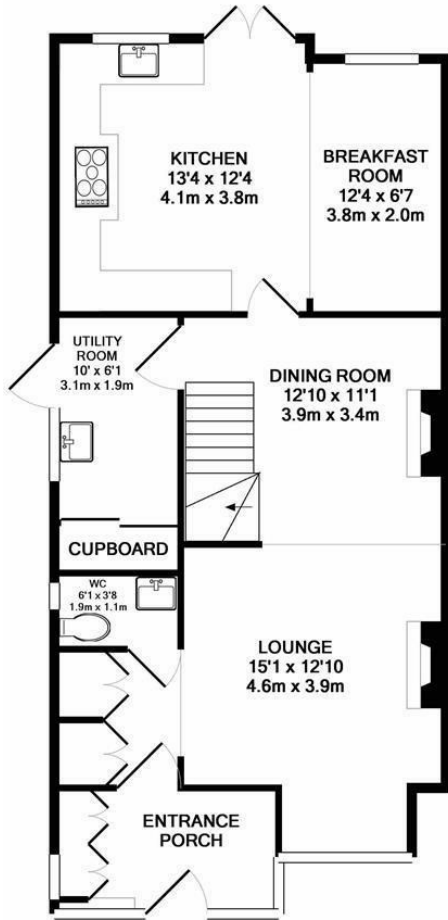 KITCHEN
13'4 x 12'4
4.1m x 3.8m
BREAKFAST
ROOM
12'4 x 6'7
3.8m x 2.0m
UTILITY
ROOM
10' x 6'1
3.1m x 1.9m
DINING ROOM
12'10 x 11'1
3.9m x 3.4m
CUPBOARD
WC
6'1 x 3'8
1.9m x 1.1m
LOUNGE
15'1 x 12'10
4.6m x 3.9m
ENTRANCE
PORCH